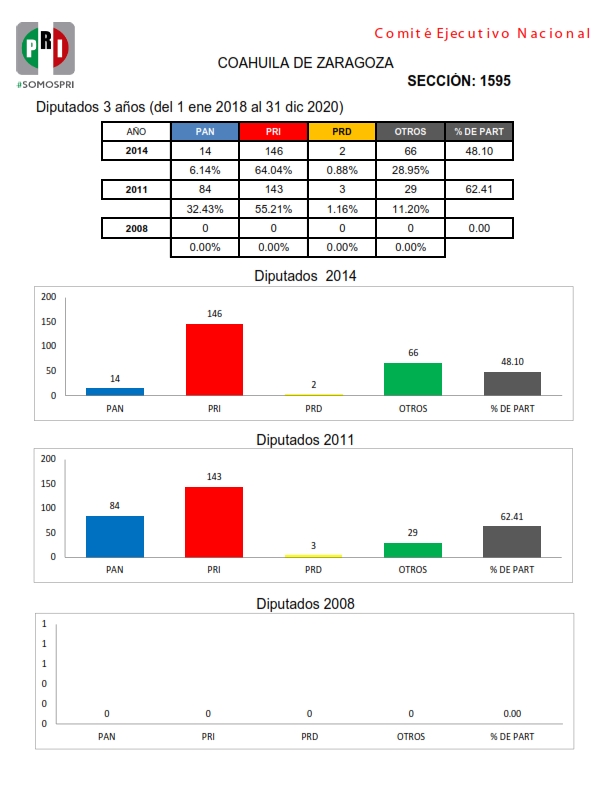 Comité Ejecutivo Nacional
PRI
#SOMOSPRI
COAHUILA DE ZARAGOZA
SECCIÓN: 1595
Diputados 3 años (del 1 ene 2018 al 31 dic 2020)
AÑO PAN PRI PRD OTROS % DE PART
2014 14 146 2 66 48.10
6.14% 64.04% 0.88% 28.95%
2011 84 143 3 29 62.41
32.43% 55.21% 1.16% 11.20%
2008 0 0 0 0 0.00
0.00% 0.00% 0.00% 0.00%
Diputados 2014
200
150
100
50
0
14 146 2 66 48.10
PAN PRI PRD OTROS % DE PART
Diputados 2011
200
150
100
50
0
84 143 3 29 62.41
PAN PRI PRD OTROS % DE PART
Diputados 2008
1
1
1
0
0
0
0 0 0 0 0.00
PAN PRI PRD OTROS % DE PART